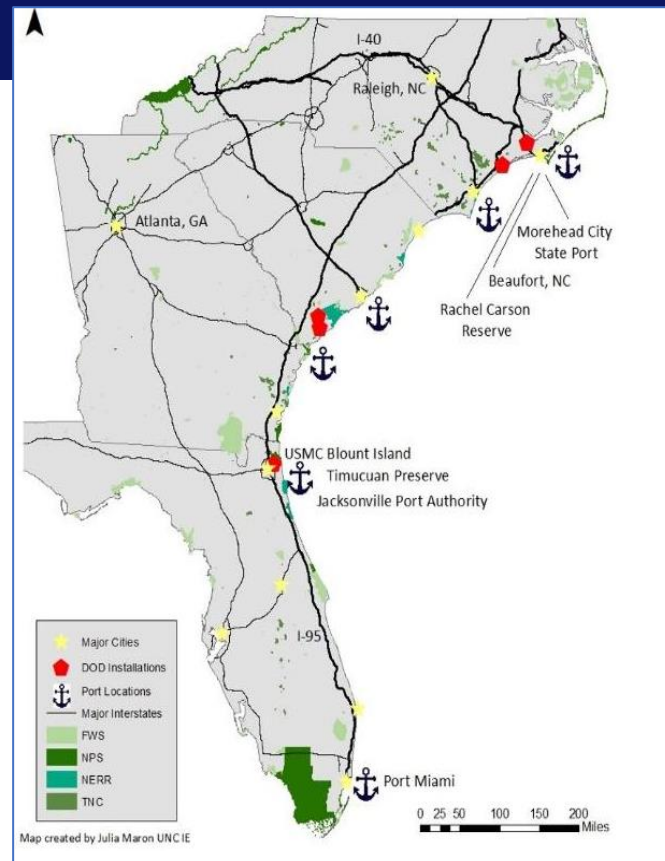 I-40
Raleigh, NC
Atlanta, GA
Morehead City
State Port
Beaufort, NC
Rachel Carson
Reserve
USMC Blount Island
Timucuan Preserve
Jacksonville Port Authority
I-95
Port Miami
Major Cities
DOD Installations
Port Locations
Major Interstates
FWS
NPS
NERR
TNC
0 25 50 100 150 200
Miles
Map created by Julia Maron UNC IE